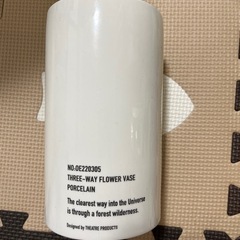 NO:OE220305
THREE-WAY FLOWER VASE
PORCELAIN
The clearest way into the Universe
is through a forest wilderness.
Designed by THEATRE PRODUCTS